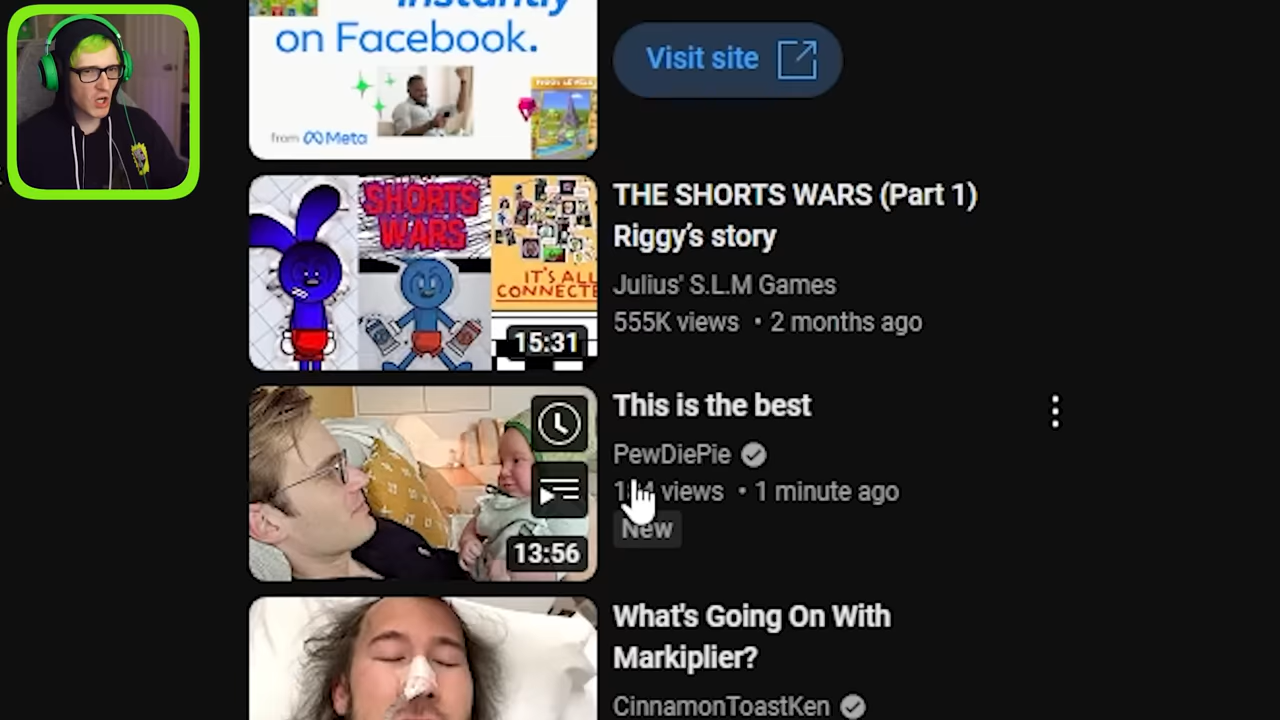 Instantly
on Facebook.
Visit site
from Meta
SHORTS
WARS
IT'S ALL
CONNECTE
15:31
THE SHORTS WARS (Part 1)
Riggy's story
Julius' S.L.M Games
555K views • 2 months ago
13:56
This is the best
PewDiePie
views • 1 minute ago
New
What's Going On With
Markiplier?
CinnamonToastKen